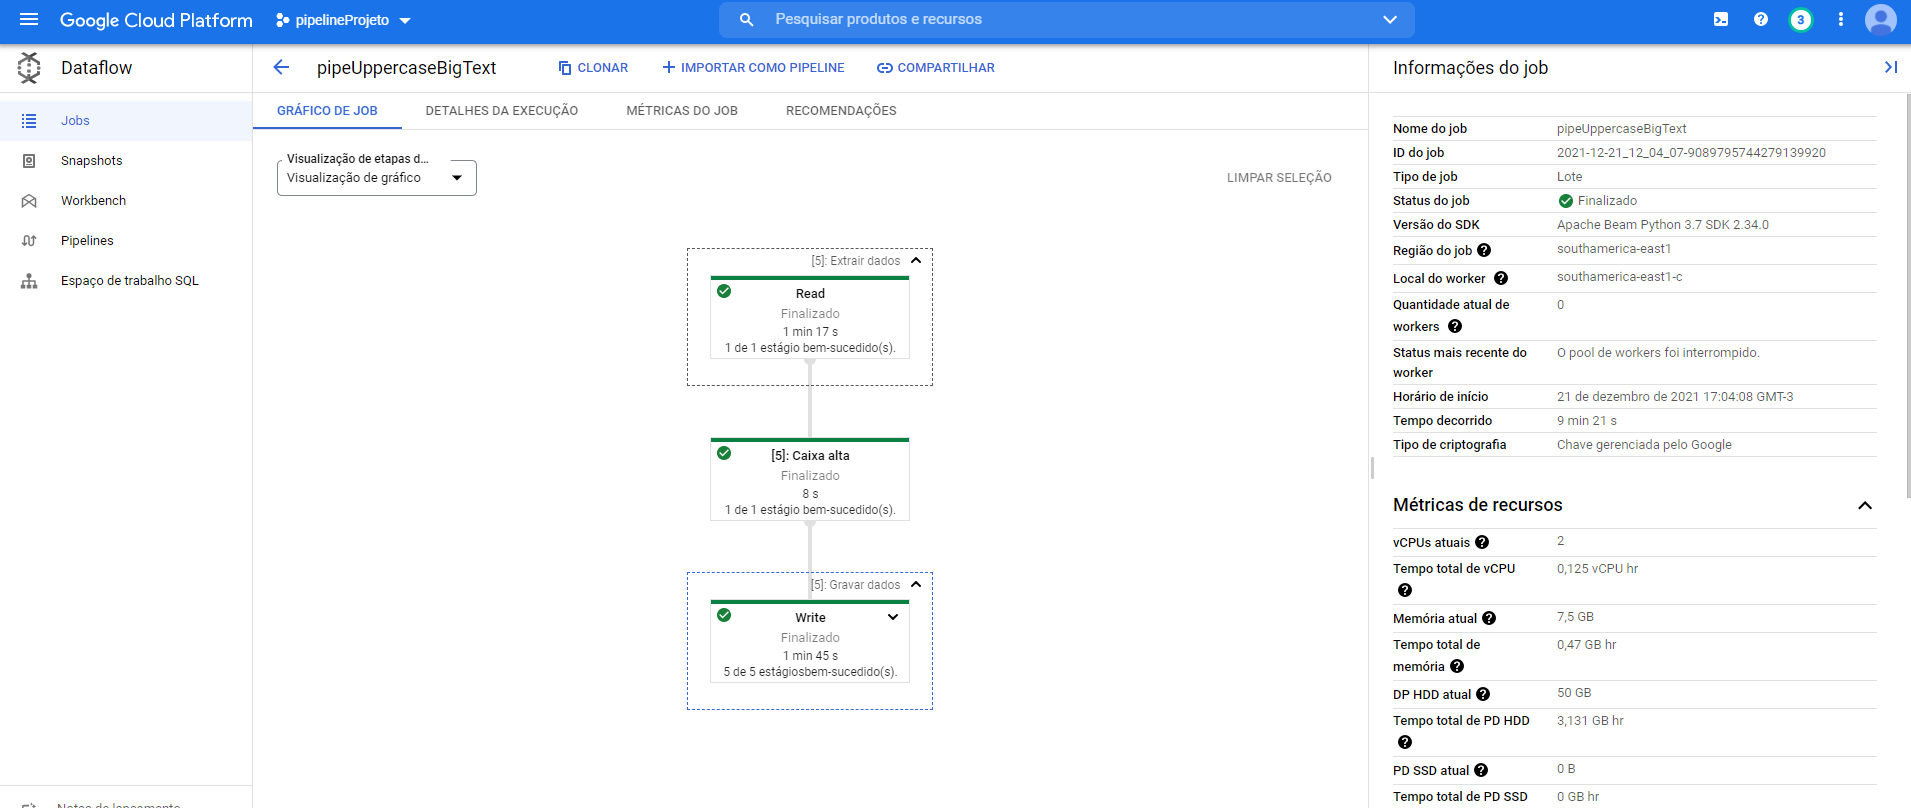 Google Cloud Platform
pipelineProjeto
Pesquisar produtos e recursos
3
Dataflow
Jobs
Snapshots
Workbench
Pipelines
Espaço de trabalho SQL
pipeUppercaseBigText
CLONAR
IMPORTAR COMO PIPELINE
COMPARTILHAR
GRÁFICO DE JOB
DETALHES DA EXECUÇÃO
MÉTRICAS DO JOB
RECOMENDAÇÕES
Visualização de etapas d...
Visualização de gráfico
LIMPAR SELEÇÃO
[5]: Extrair dados
Read
Finalizado
1 min 17 s
1 de 1 estágio bem-sucedido(s).
[5]: Caixa alta
Finalizado
8 s
1 de 1 estágio bem-sucedido(s).
[5]: Gravar dados
Write
Finalizado
1 min 45 s
5 de 5 estágiosbem-sucedido(s).
Informações do job
Nome do job pipeUppercaseBigText
ID do job 2021-12-21_12_04_07-9089795744279139920
Tipo de job Lote
Status do job Finalizado
Versão do SDK Apache Beam Python 3.7 SDK 2.34.0
Região do job southamerica-east1
Local do worker southamerica-east1-c
Quantidade atual de 0
workers
Status mais recente do O pool de workers foi interrompido.
worker
Horário de início 21 de dezembro de 2021 17:04:08 GMT-3
Tempo decorrido 9 min 21 s
Tipo de criptografia Chave gerenciada pelo Google
Métricas de recursos
vCPUs atuais 2
Tempo total de vCPU 0,125 vCPU hr
Memória atual 7,5 GB
Tempo total de 0,47 GB hr
memória
DP HDD atual 50 GB
Tempo total de PD HDD 3,131 GB hr
PD SSD atual 0 B
Tempo total de PD SSD 0 GB hr
Notas de lançamento